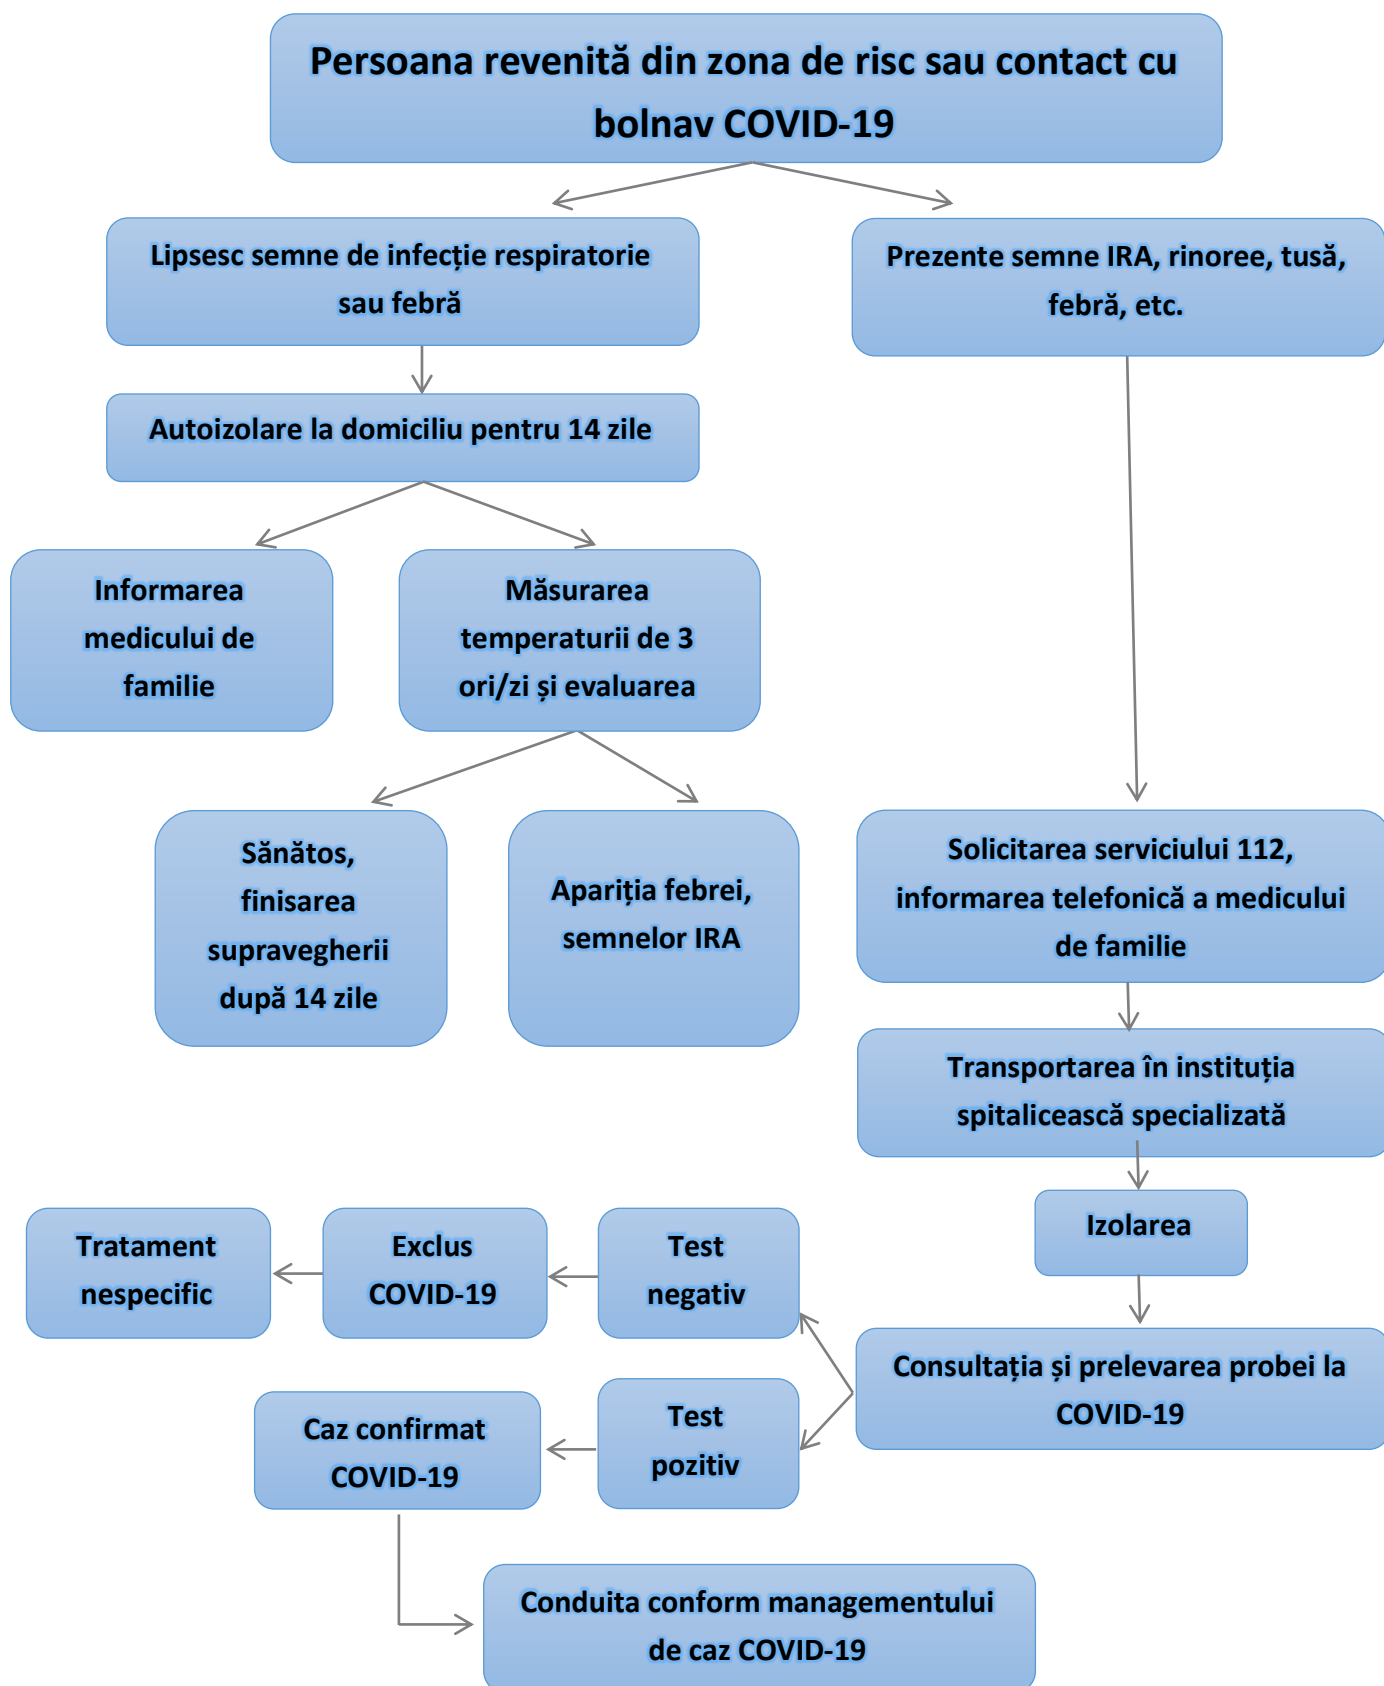 Persoana revenită din zona de risc sau contact cu
bolnav COVID-19
Lipsesc semne de infecție respiratorie
sau febră
Prezente semne IRA, rinoree, tusă,
febră, etc.
Autoizolare la domiciliu pentru 14 zile
Informarea
medicului de
familie
Măsurarea
temperaturii de 3
ori/zi și evaluarea
Sănătos,
finisarea
supravegherii
după 14 zile
Apariția febrei,
semnelor IRA
Solicitarea serviciului 112,
informarea telefonică a medicului
de familie
Transportarea în instituția
spitalicească specializată
Izolarea
Consultația și prelevarea probei la
COVID-19
Test
negativ
Exclus
COVID-19
Tratament
nespecific
Test
pozitiv
Caz confirmat
COVID-19
Conduita conform managementului
de caz COVID-19